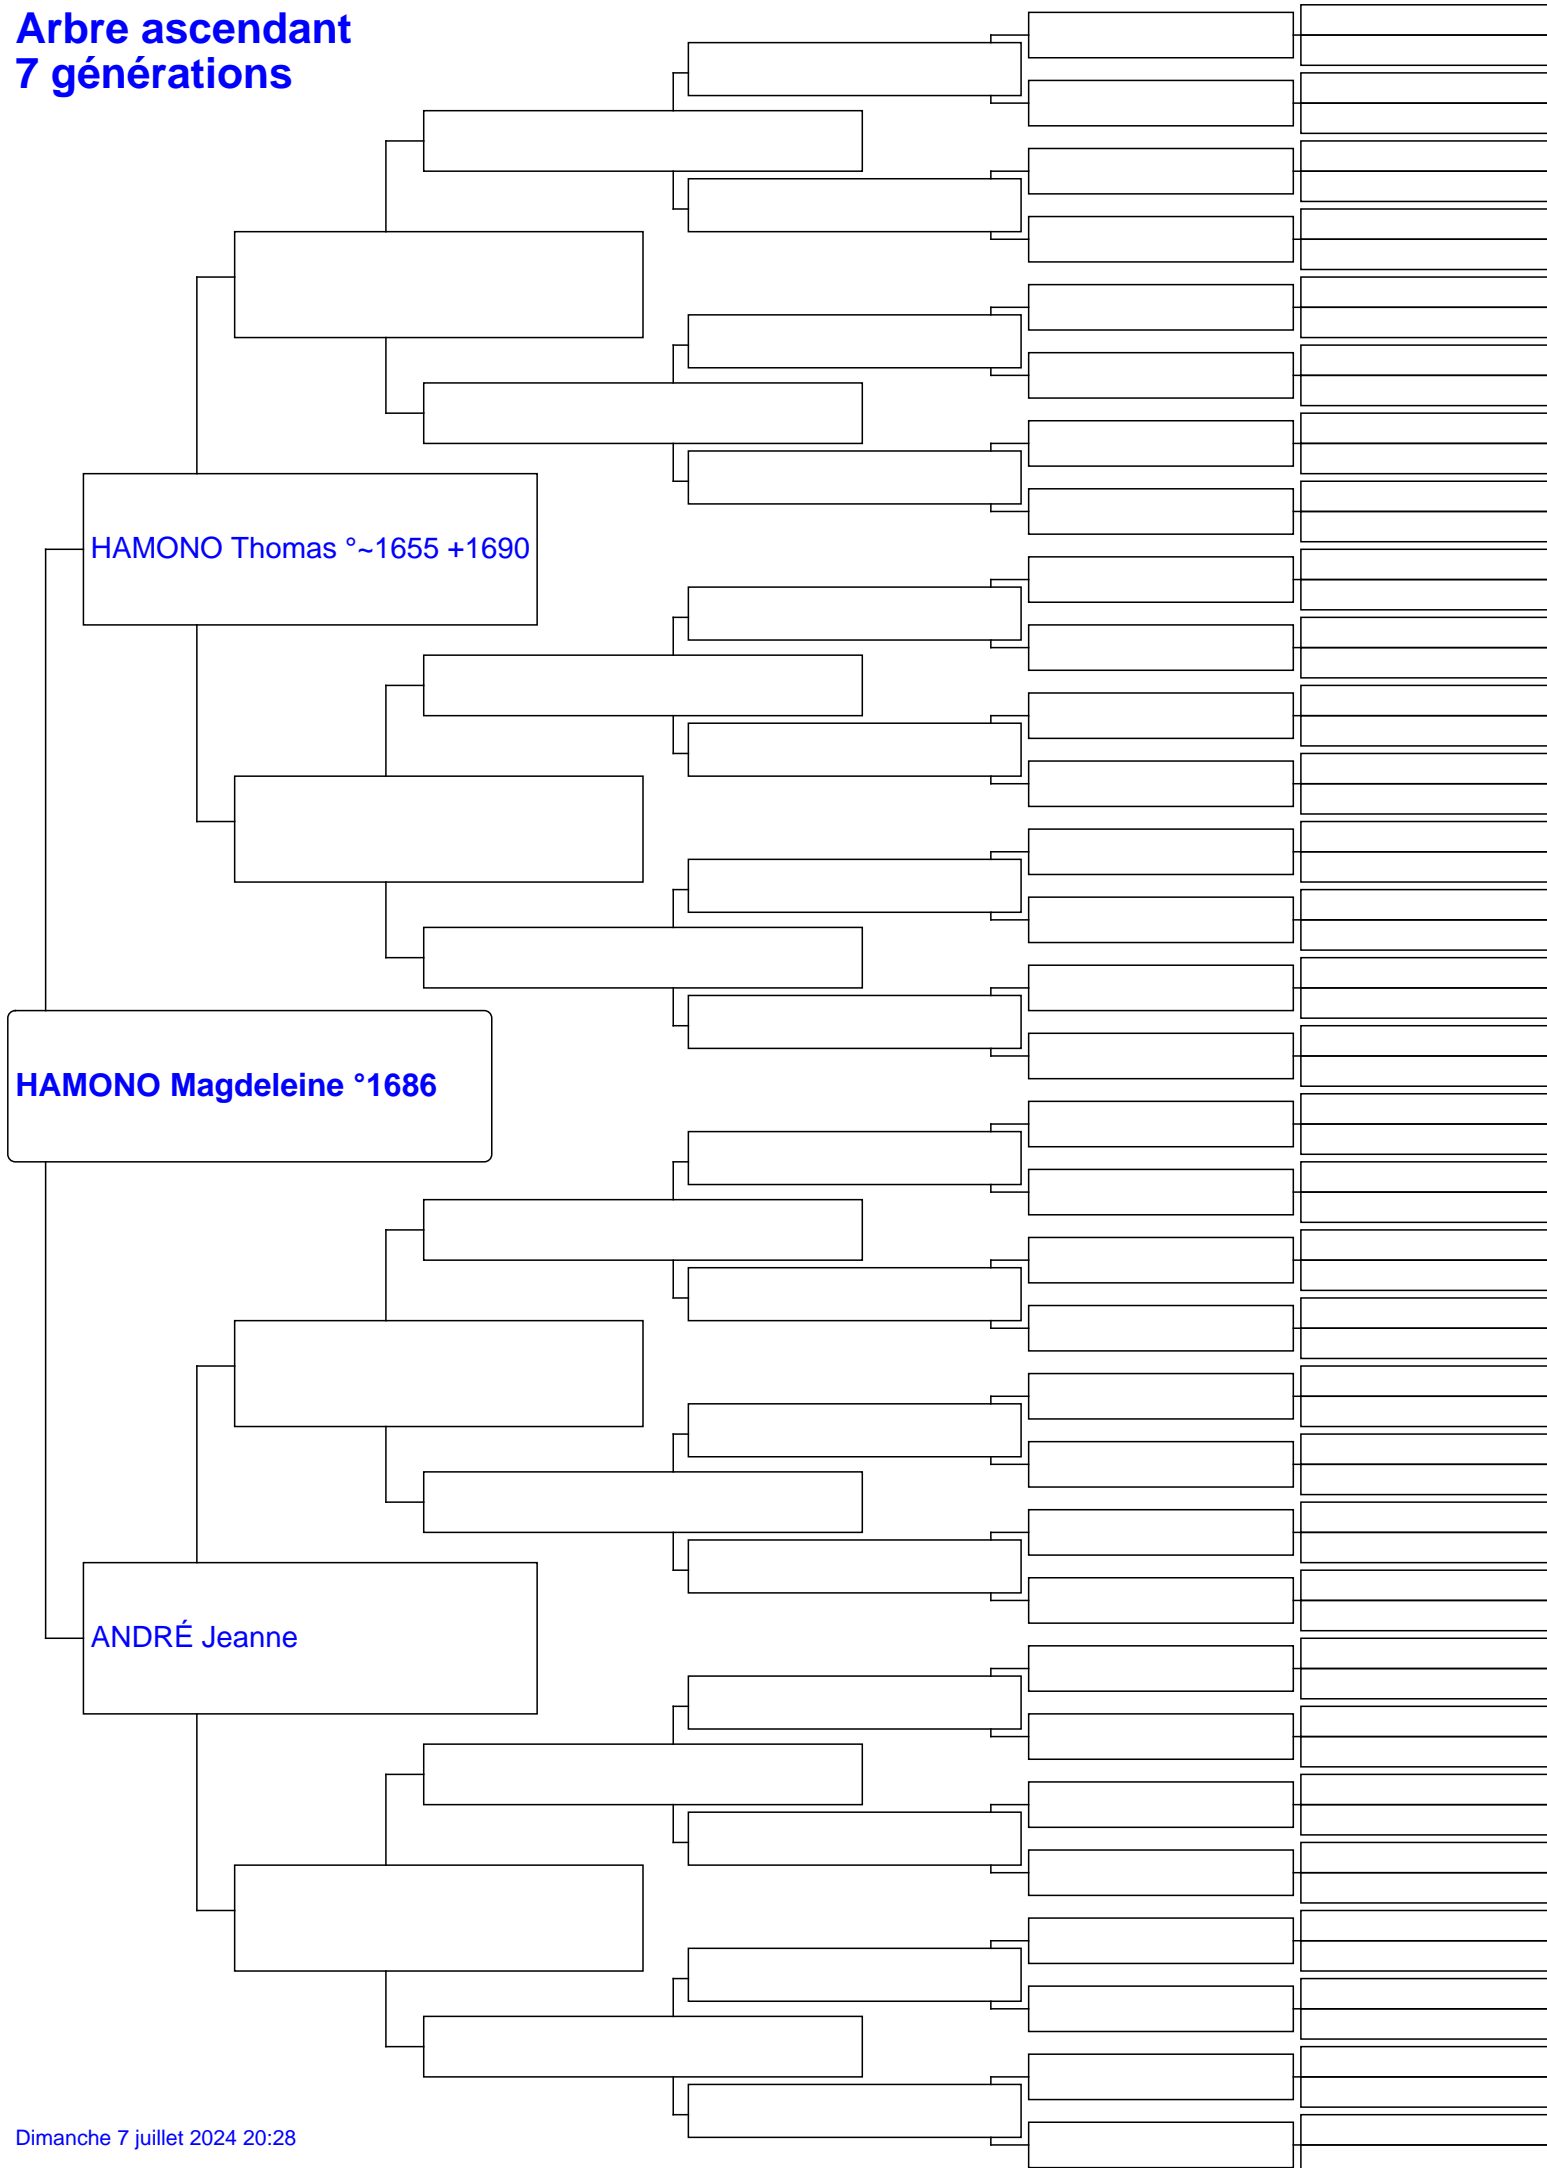 Arbre ascendant
7 générations
HAMONO Thomas °~1655 +1690
HAMONO Magdeleine °1686
ANDRÉ Jeanne
Dimanche 7 juillet 2024 20:28